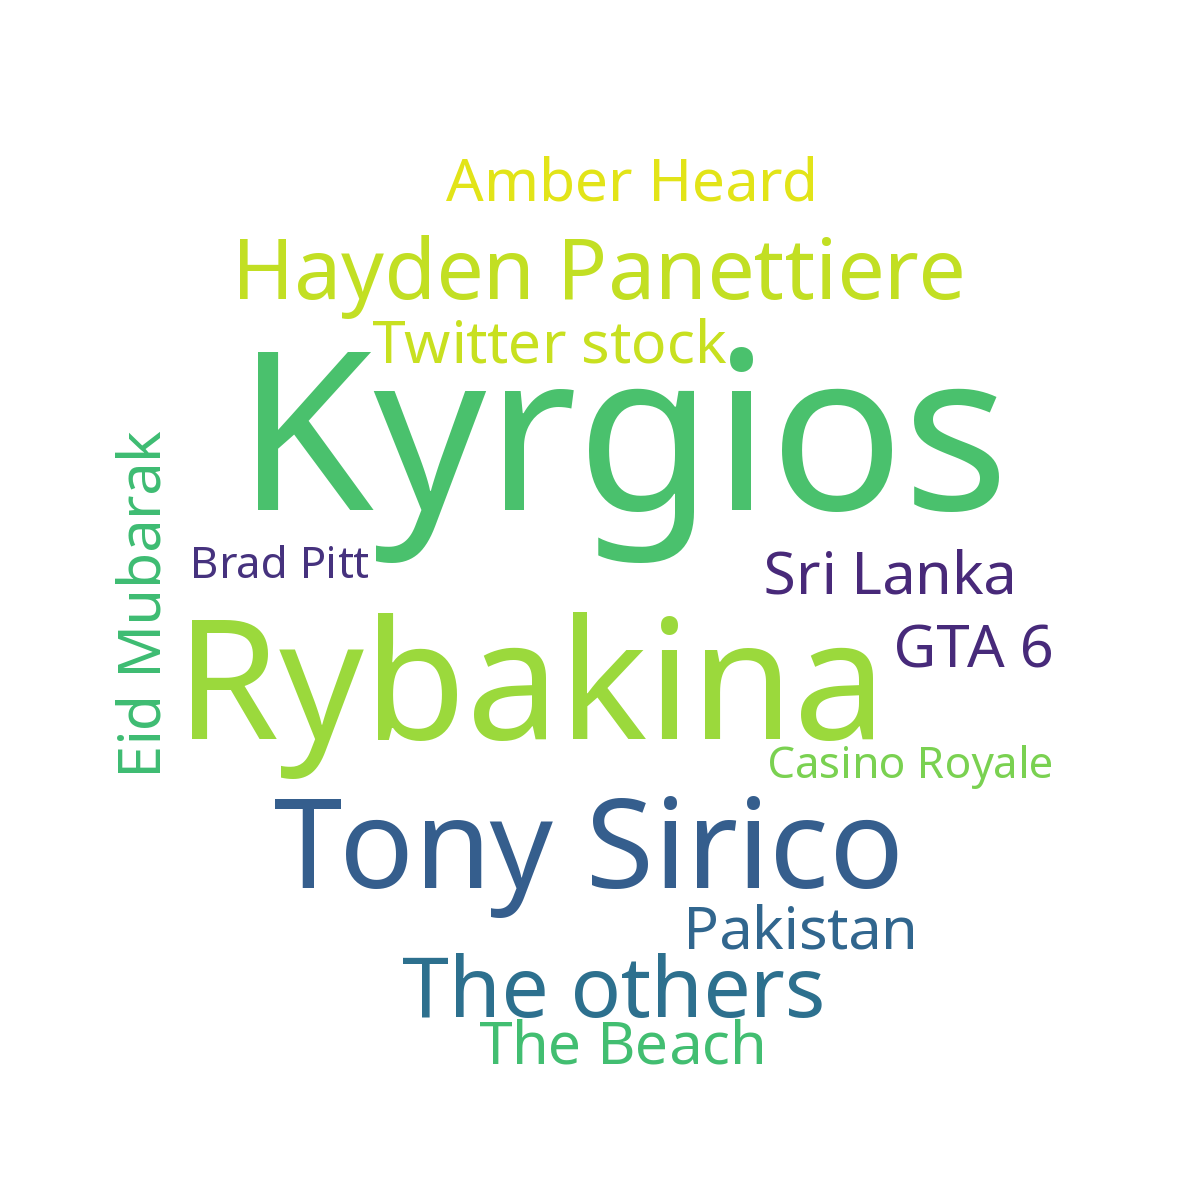 Amber Heard
Hayden Panettiere
Twitter stock
Kyrgios
Eid Mubarak
Brad Pitt
Sri Lanka
Rybakina
GTA 6
Casino Royale
Tony Sirico
Pakistan
The others
The Beach